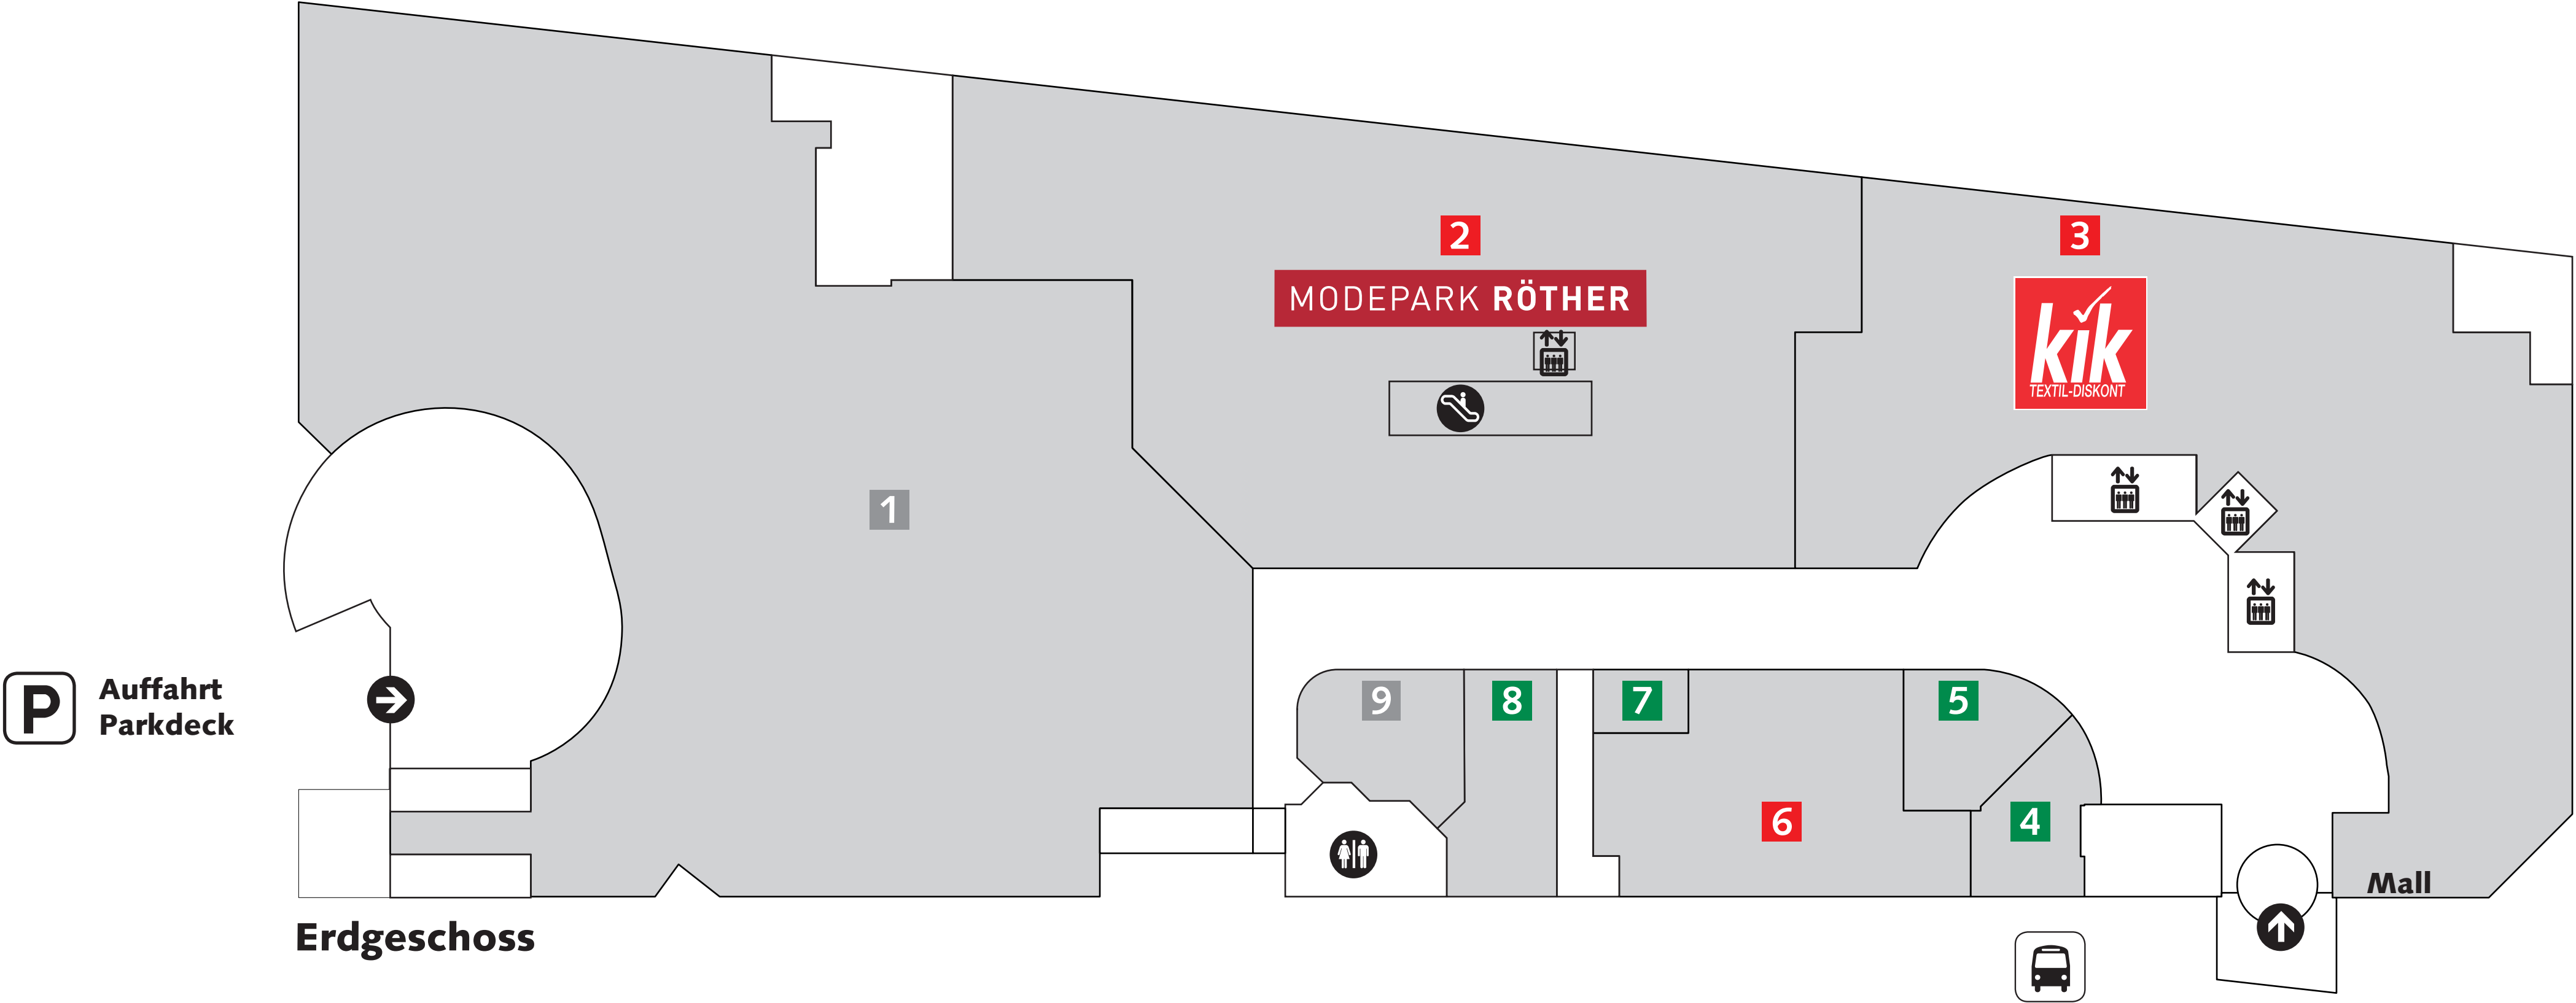 2
MODEPARK RÖTHER
3
kik
TEXTIL-DISKONT
1
P
Auffahrt
Parkdeck
9
8
7
5
6
4
Mall
Erdgeschoss